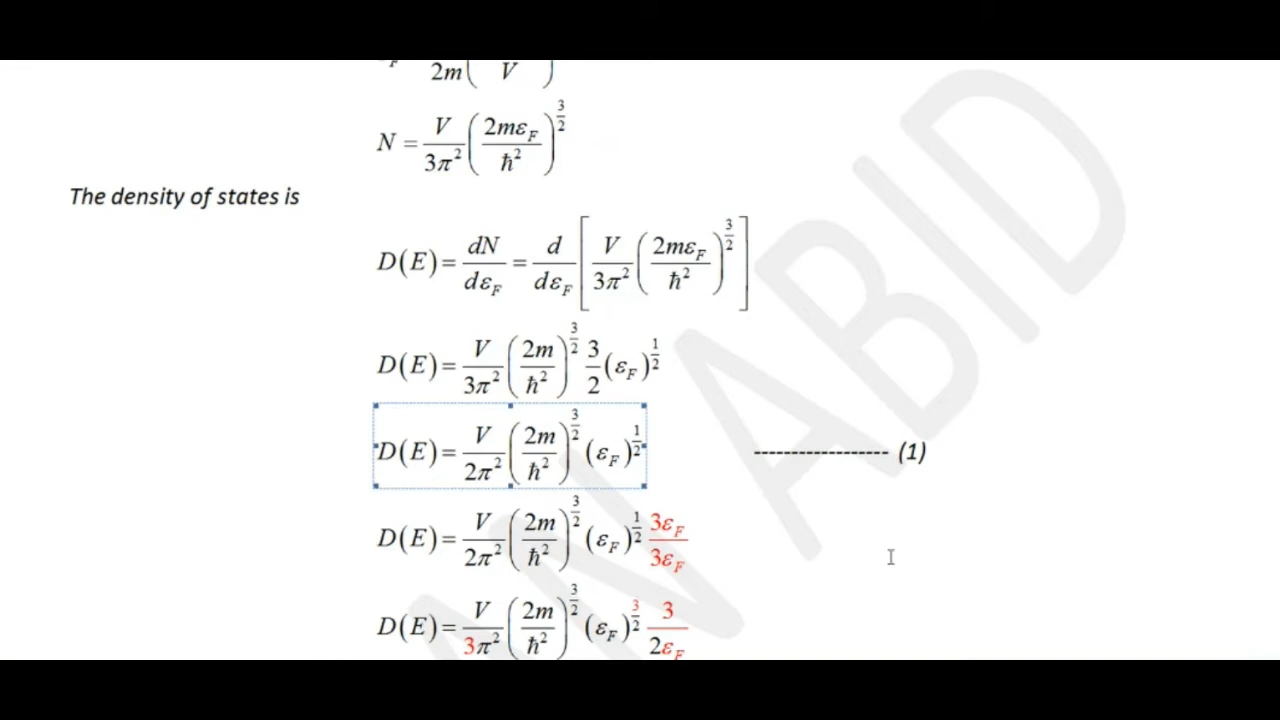 ε_F 2m ( V )
N = V/3π² (2mε_F/ħ²)^(3/2)
The density of states is
D(E) = dN/dε_F = d/dε_F [ V/3π² (2mε_F/ħ²)^(3/2) ]
D(E) = V/3π² (2m/ħ²)^(3/2) 3/2 (ε_F)^(1/2)
D(E) = V/2π² (2m/ħ²)^(3/2) (ε_F)^(1/2) ------------------ (1)
D(E) = V/2π² (2m/ħ²)^(3/2) (ε_F)^(1/2) 3ε_F/3ε_F
D(E) = V/3π² (2m/ħ²)^(3/2) (ε_F)^(3/2) 3/2ε_F
N ABID